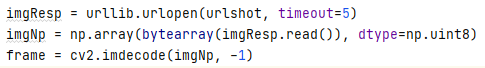 imgResp = urllib.urlopen(urlshot, timeout=5)
imgNp = np.array(bytearray(imgResp.read()), dtype=np.uint8)
frame = cv2.imdecode(imgNp, -1)